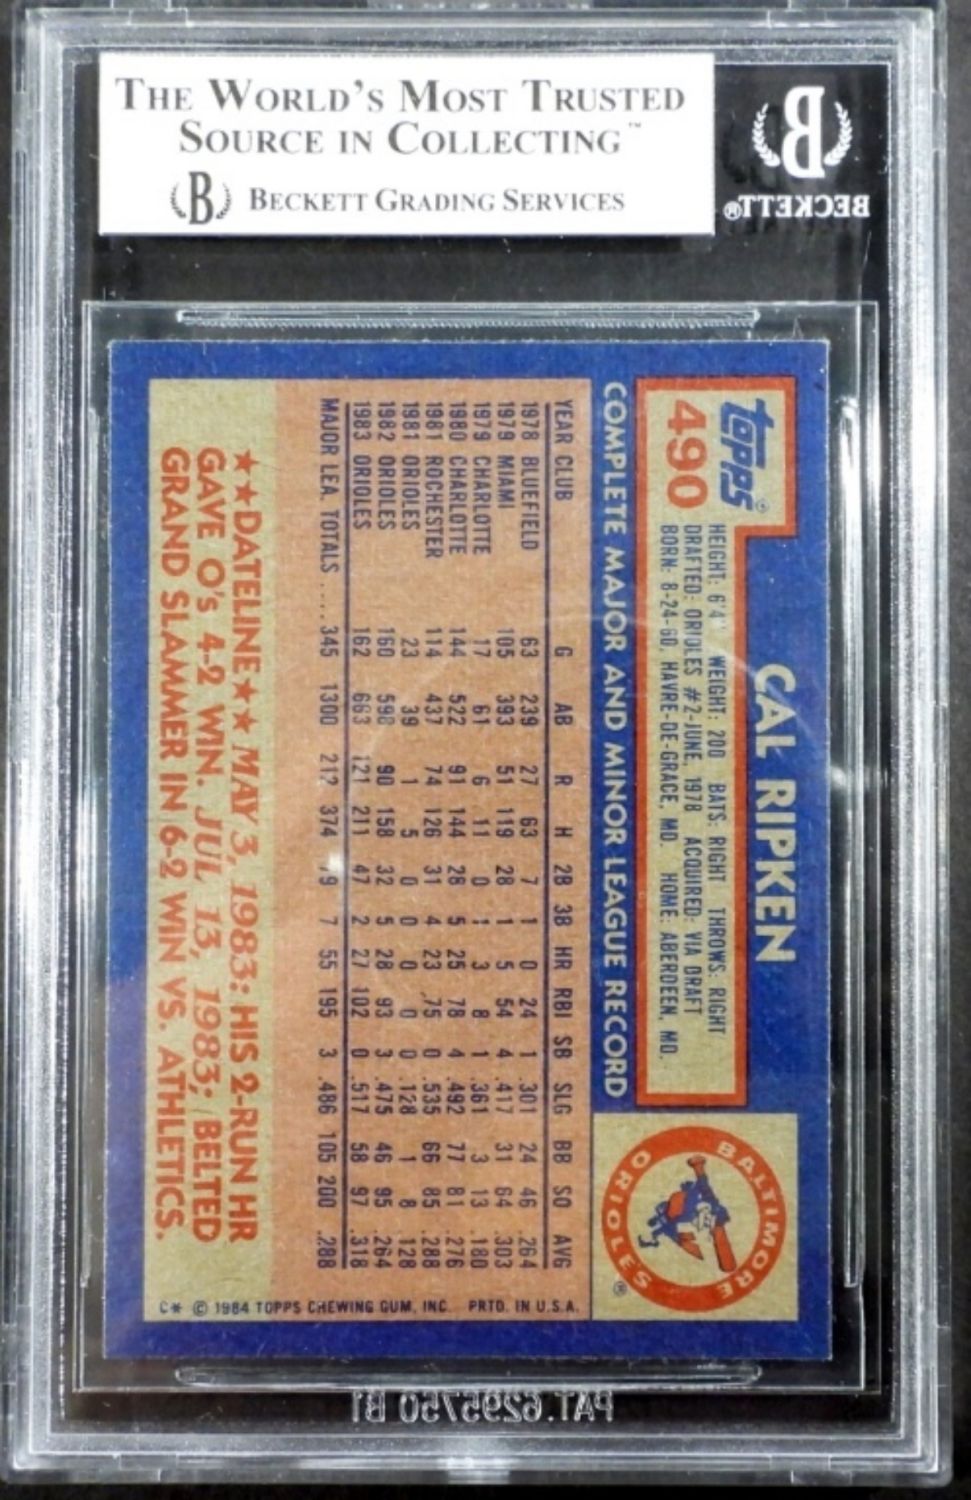 THE WORLD'S MOST TRUSTED
SOURCE IN COLLECTING™
B BECKETT GRADING SERVICES
B
BECKETT®
Topps®
490
CAL RIPKEN
HEIGHT: 6'4" WEIGHT: 200 BATS: RIGHT THROWS: RIGHT
DRAFTED: ORIOLES #2-JUNE, 1978 ACQUIRED: VIA DRAFT
BORN: 8-24-60, HAVRE-DE-GRACE, MD. HOME: ABERDEEN, MD.
BALTIMORE
ORIOLES®
COMPLETE MAJOR AND MINOR LEAGUE RECORD
YEAR CLUB G AB R H 2B 3B HR RBI SB SLG BB SO AVG
1978 BLUEFIELD 63 239 27 63 7 1 0 24 1 .301 24 46 .264
1979 MIAMI 105 393 51 119 28 1 5 54 4 .417 31 64 .303
1979 CHARLOTTE 17 61 6 11 0 1 3 8 1 .361 3 13 .180
1980 CHARLOTTE 144 522 91 144 28 5 25 78 4 .492 77 81 .276
1981 ROCHESTER 114 437 74 126 31 4 23 75 0 .535 66 85 .288
1981 ORIOLES 23 39 1 5 0 0 0 0 0 .128 1 8 .128
1982 ORIOLES 160 598 90 158 32 5 28 93 3 .475 46 95 .264
1983 ORIOLES 162 663 121 211 47 2 27 102 0 .517 58 97 .318
MAJOR LEA. TOTALS .... 345 1300 212 374 79 7 55 195 3 .486 105 200 .288
★★DATELINE★★ MAY 3, 1983: HIS 2-RUN HR
GAVE O's 4-2 WIN. JUL 13, 1983; BELTED
GRAND SLAMMER IN 6-2 WIN VS. ATHLETICS.
C* © 1984 TOPPS CHEWING GUM, INC. PRTD. IN U.S.A.
PAT.6295750 B1